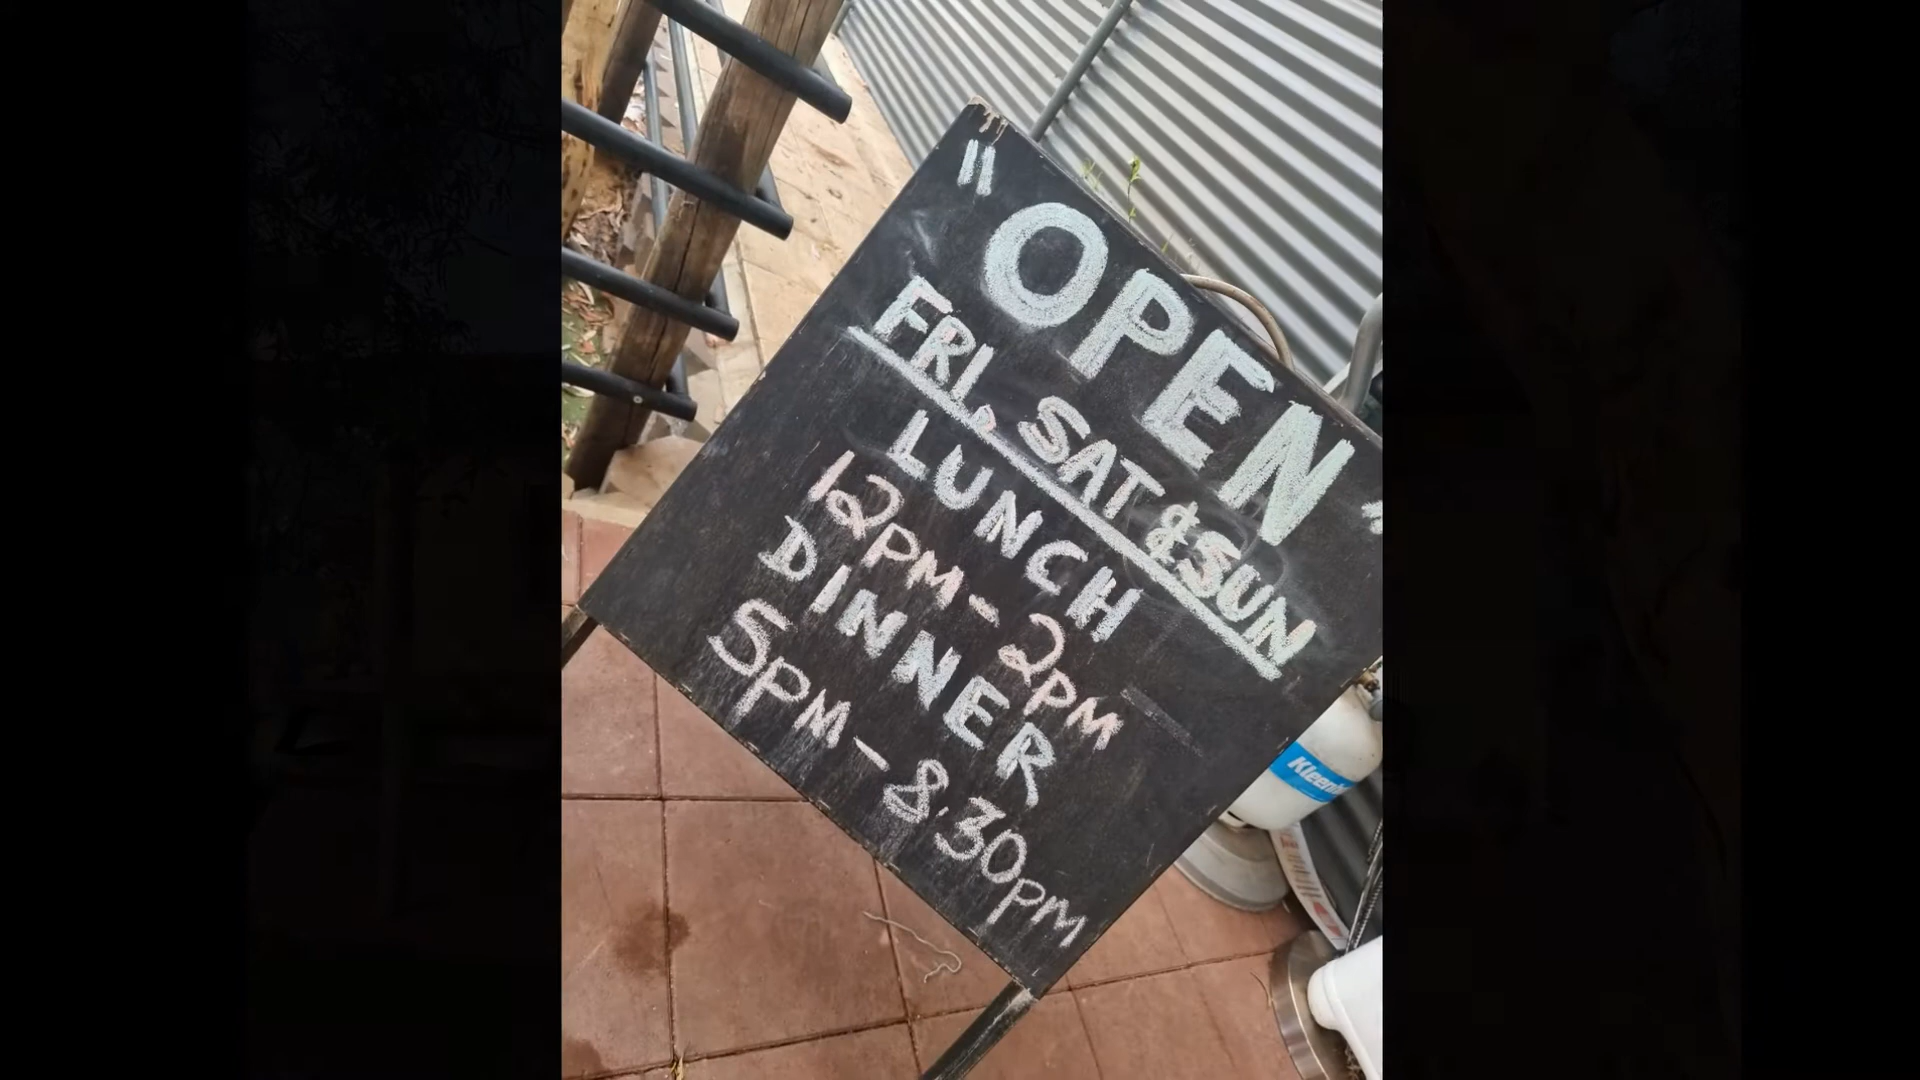 "OPEN"
FRI, SAT & SUN
LUNCH
12PM - 2PM
DINNER
5PM - 8.30PM